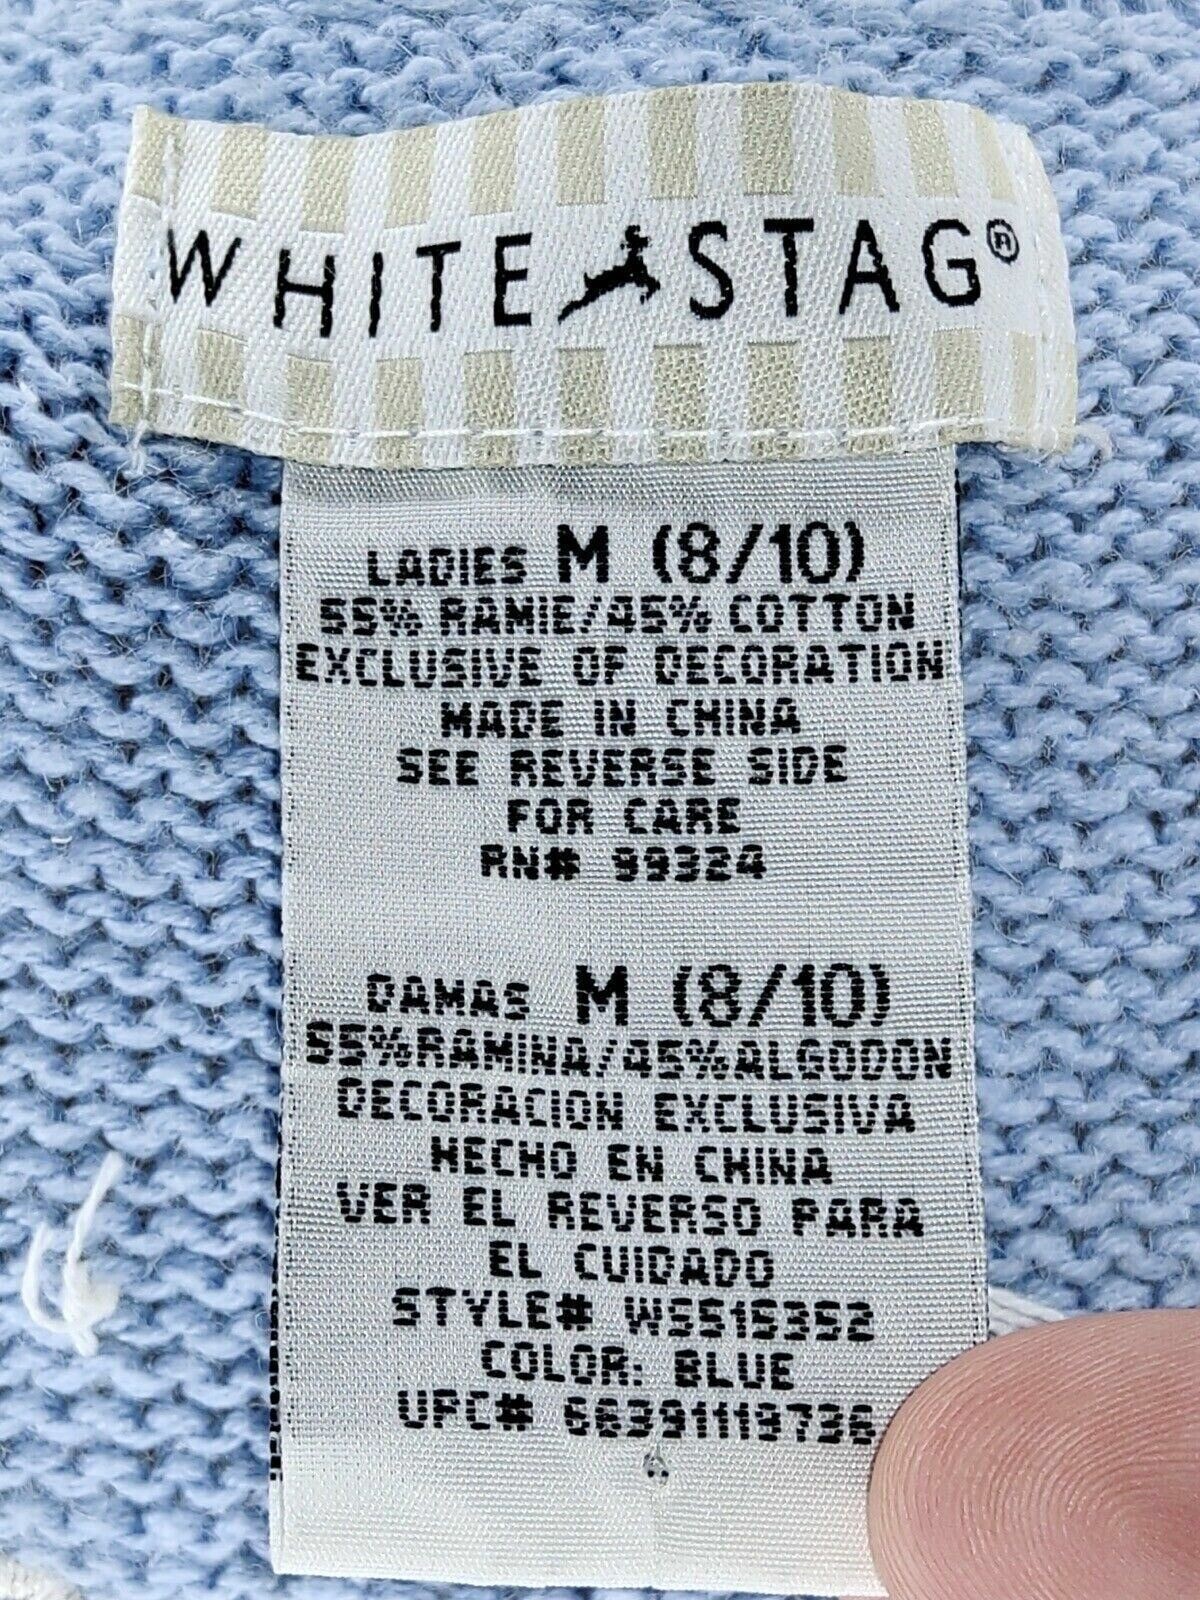 WHITE STAG®
LADIES M (8/10)
55% RAMIE/45% COTTON
EXCLUSIVE OF DECORATION
MADE IN CHINA
SEE REVERSE SIDE
FOR CARE
RN# 99324
DAMAS M (8/10)
55%RAMINA/45%ALGODON
DECORACION EXCLUSIVA
HECHO EN CHINA
VER EL REVERSO PARA
EL CUIDADO
STYLE# WS515352
COLOR: BLUE
UPC#